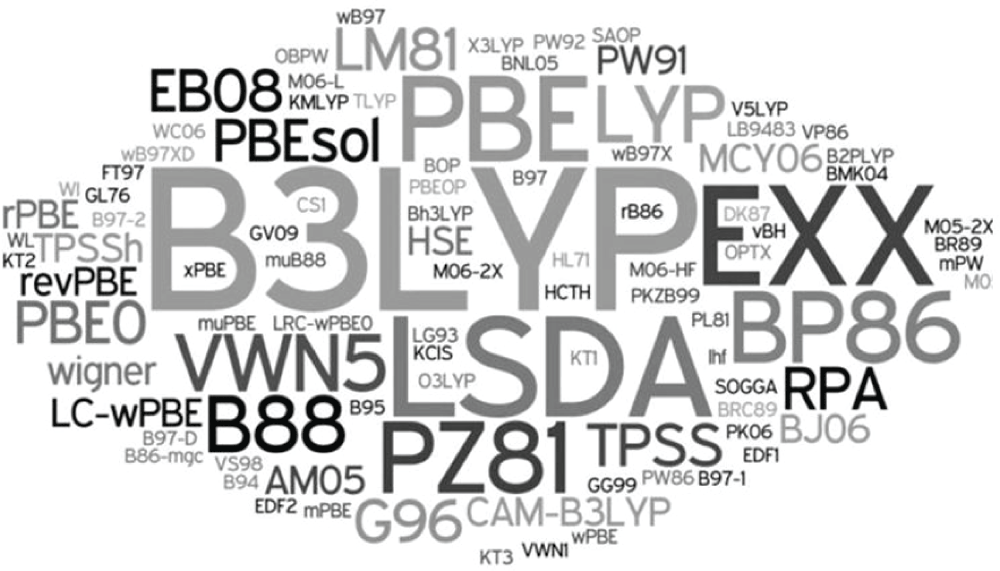 wB97
LM81
X3LYP
PW92
SAOP
OBPW
BNL05
PW91
EB08
M06-L
KMLYP
TLYP
PBE
LYP
V5LYP
WC06
PBEsol
LB9483
VP86
wB97XD
BOP
wB97X
MCY06
B2PLYP
BMK04
FT97
B3LYP
PBEOP
B97
WI
GL76
rPBE
B97-2
CS1
Bh3LYP
rB86
EXX
DK87
vBH
M05-2X
WL
TPSSh
GV09
HSE
OPTX
BR89
KT2
muB88
HL71
mPW
revPBE
xPBE
M06-2X
M06-HF
HCTH
PKZB99
PBE0
muPBE
LRC-wPBE0
LSDA
PL81
BP86
VWN5
LG93
KCIS
KT1
lhf
wigner
O3LYP
SOGGA
RPA
LC-wPBE
B88
B95
BRC89
B97-D
PZ81
TPSS
PK06
BJ06
B86-mgc
VS98
EDF1
B94
AM05
GG99
PW86
B97-1
EDF2
mPBE
G96
CAM-B3LYP
wPBE
KT3
VWN1